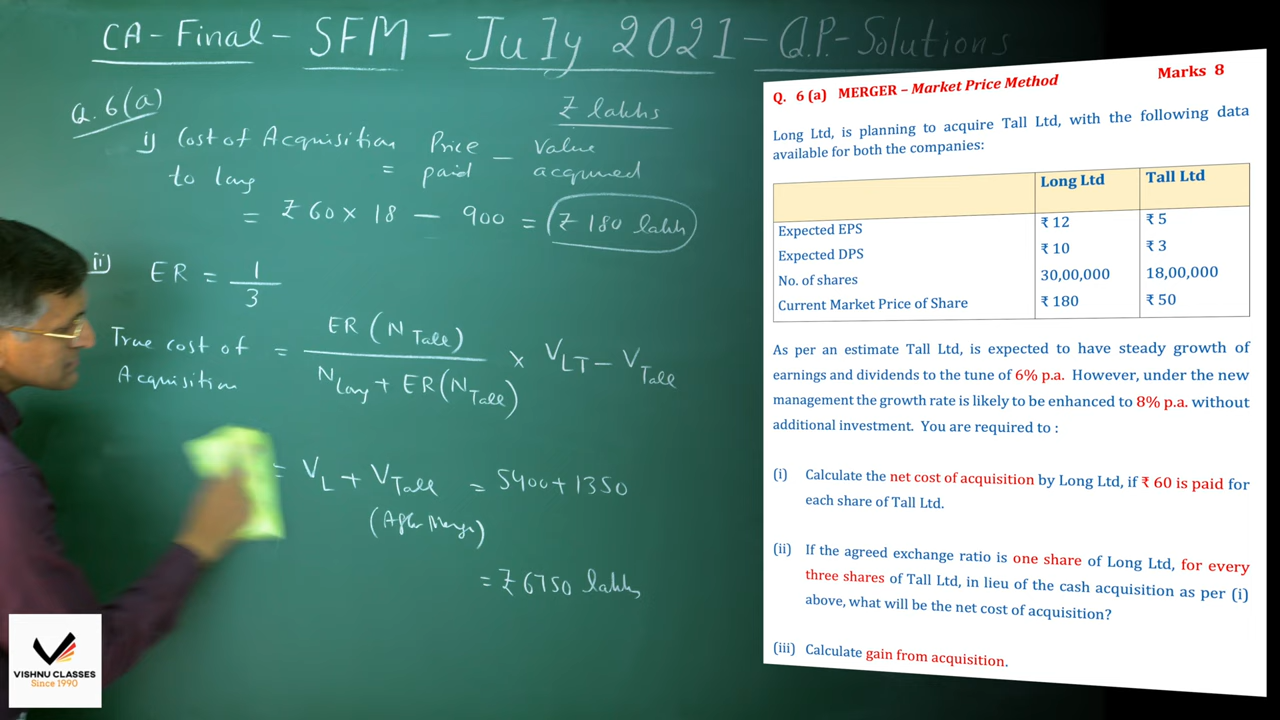 CA-Final - SFM - July 2021 - Q.P.-Solutions
Q.6(a)
₹ lakhs
i) Cost of Acquisition to Long = Price paid - Value acquired
= ₹ 60 × 18 - 900 = ₹ 180 lakh
ii) ER = 1/3
True cost of Acquisition = ER (N Tall) / N Long + ER(N Tall) × V LT - V Tall
= V L + V Tall = 5400 + 1350
(After Merge)
= ₹ 6750 lakhs
VISHNU CLASSES
Since 1990
Q. 6 (a) MERGER – Market Price Method Marks 8
Long Ltd, is planning to acquire Tall Ltd, with the following data
available for both the companies:
Long Ltd Tall Ltd
Expected EPS ₹ 12 ₹ 5
Expected DPS ₹ 10 ₹ 3
No. of shares 30,00,000 18,00,000
Current Market Price of Share ₹ 180 ₹ 50
As per an estimate Tall Ltd, is expected to have steady growth of
earnings and dividends to the tune of 6% p.a. However, under the new
management the growth rate is likely to be enhanced to 8% p.a. without
additional investment. You are required to :
(i) Calculate the net cost of acquisition by Long Ltd, if ₹ 60 is paid for
each share of Tall Ltd.
(ii) If the agreed exchange ratio is one share of Long Ltd, for every
three shares of Tall Ltd, in lieu of the cash acquisition as per (i)
above, what will be the net cost of acquisition?
(iii) Calculate gain from acquisition.